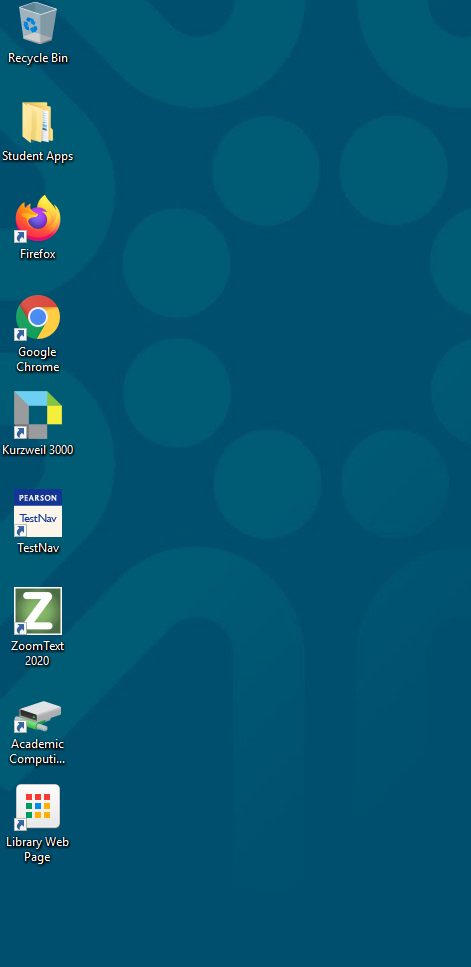 Recycle Bin
Student Apps
Firefox
Google
Chrome
Kurzweil 3000
PEARSON
TestNav
TestNav
Z
ZoomText
2020
Academic
Computi...
Library Web
Page